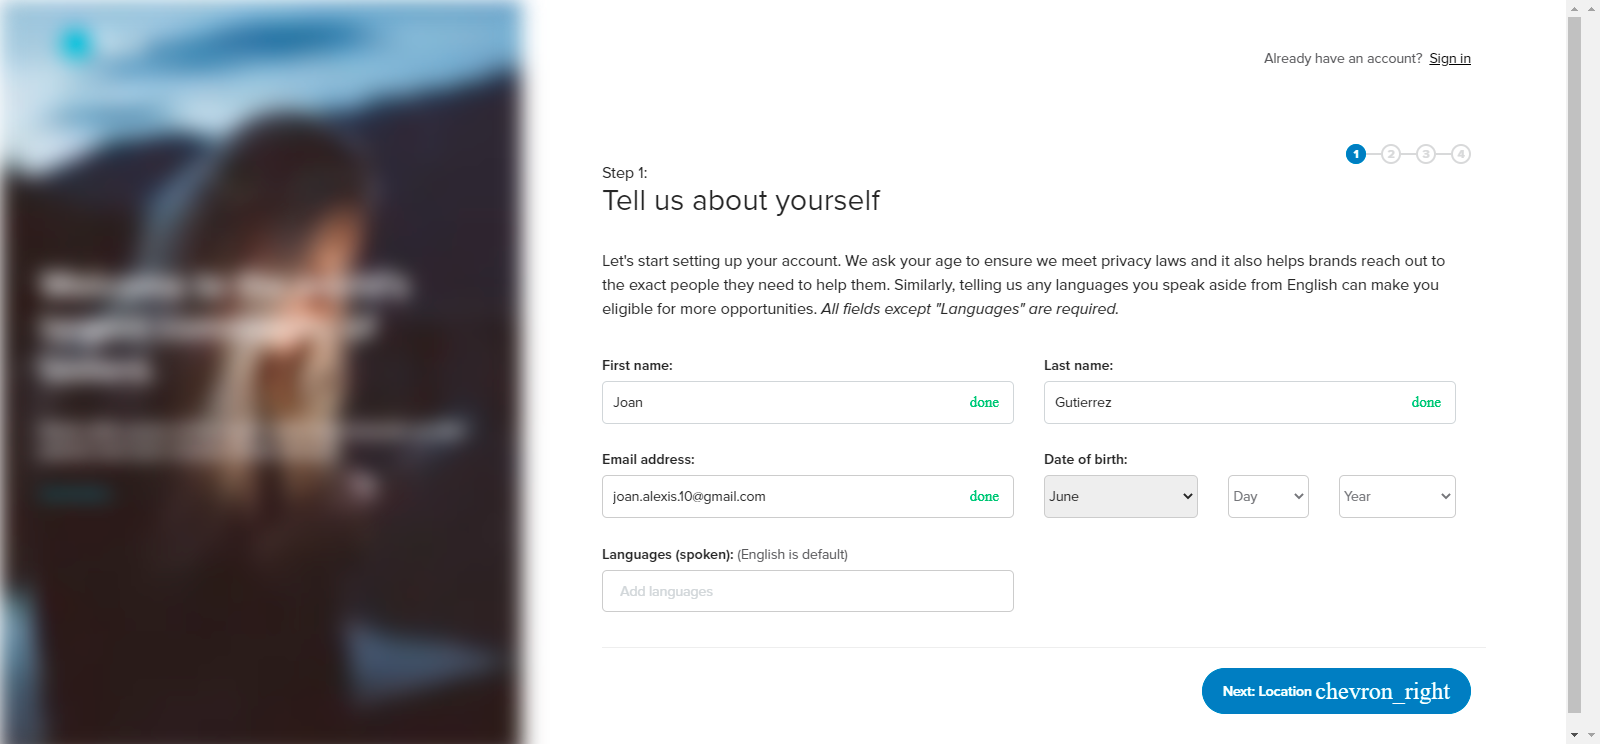 Already have an account? Sign in
1 2 3 4
Step 1:
Tell us about yourself
Let's start setting up your account. We ask your age to ensure we meet privacy laws and it also helps brands reach out to
the exact people they need to help them. Similarly, telling us any languages you speak aside from English can make you
eligible for more opportunities. All fields except "Languages" are required.
First name:
Last name:
Joan done
Gutierrez done
Email address:
Date of birth:
joan.alexis.10@gmail.com done
June Day Year
Languages (spoken): (English is default)
Add languages
Next: Location chevron_right